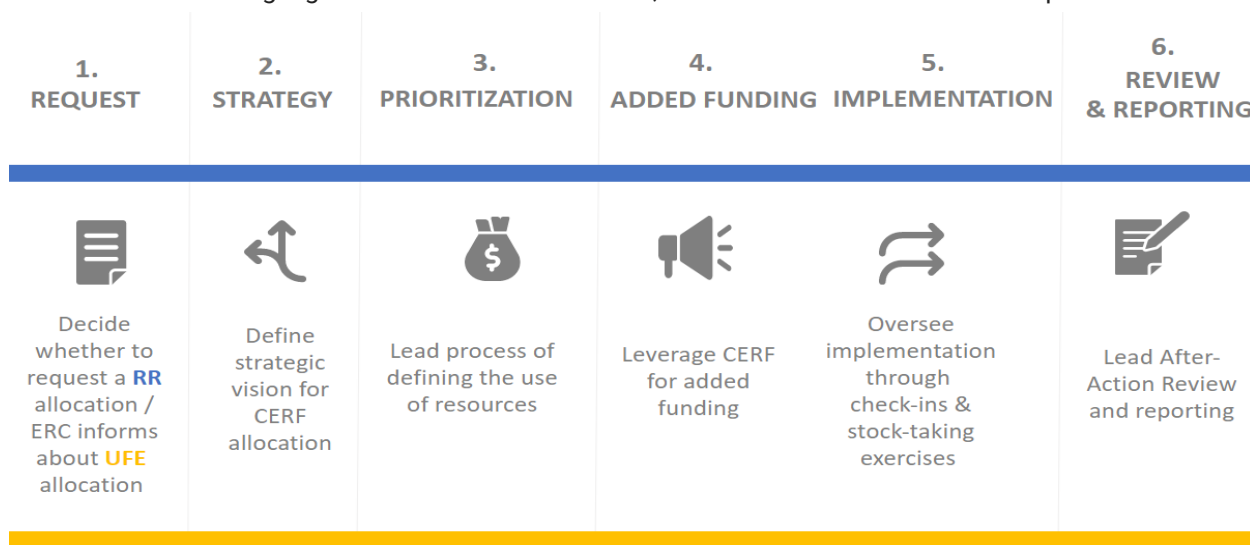 1.
REQUEST
2.
STRATEGY
3.
PRIORITIZATION
4.
ADDED FUNDING
5.
IMPLEMENTATION
6.
REVIEW
& REPORTING
$
Decide
whether to
request a RR
allocation /
ERC informs
about UFE
allocation
Define
strategic
vision for
CERF
allocation
Lead process of
defining the use
of resources
Leverage CERF
for added
funding
Oversee
implementation
through
check-ins &
stock-taking
exercises
Lead After-
Action Review
and reporting